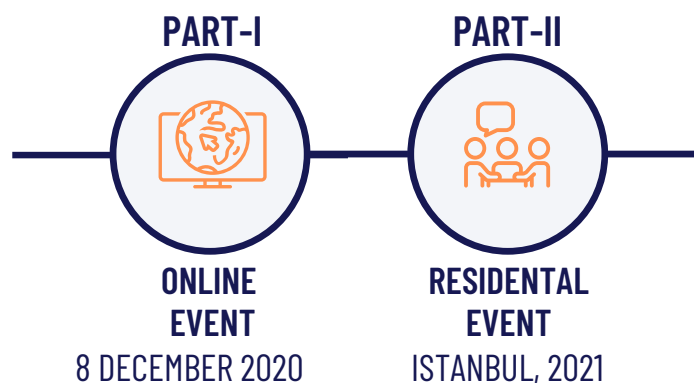 PART-I
ONLINE
EVENT
8 DECEMBER 2020
PART-II
RESIDENTAL
EVENT
ISTANBUL, 2021